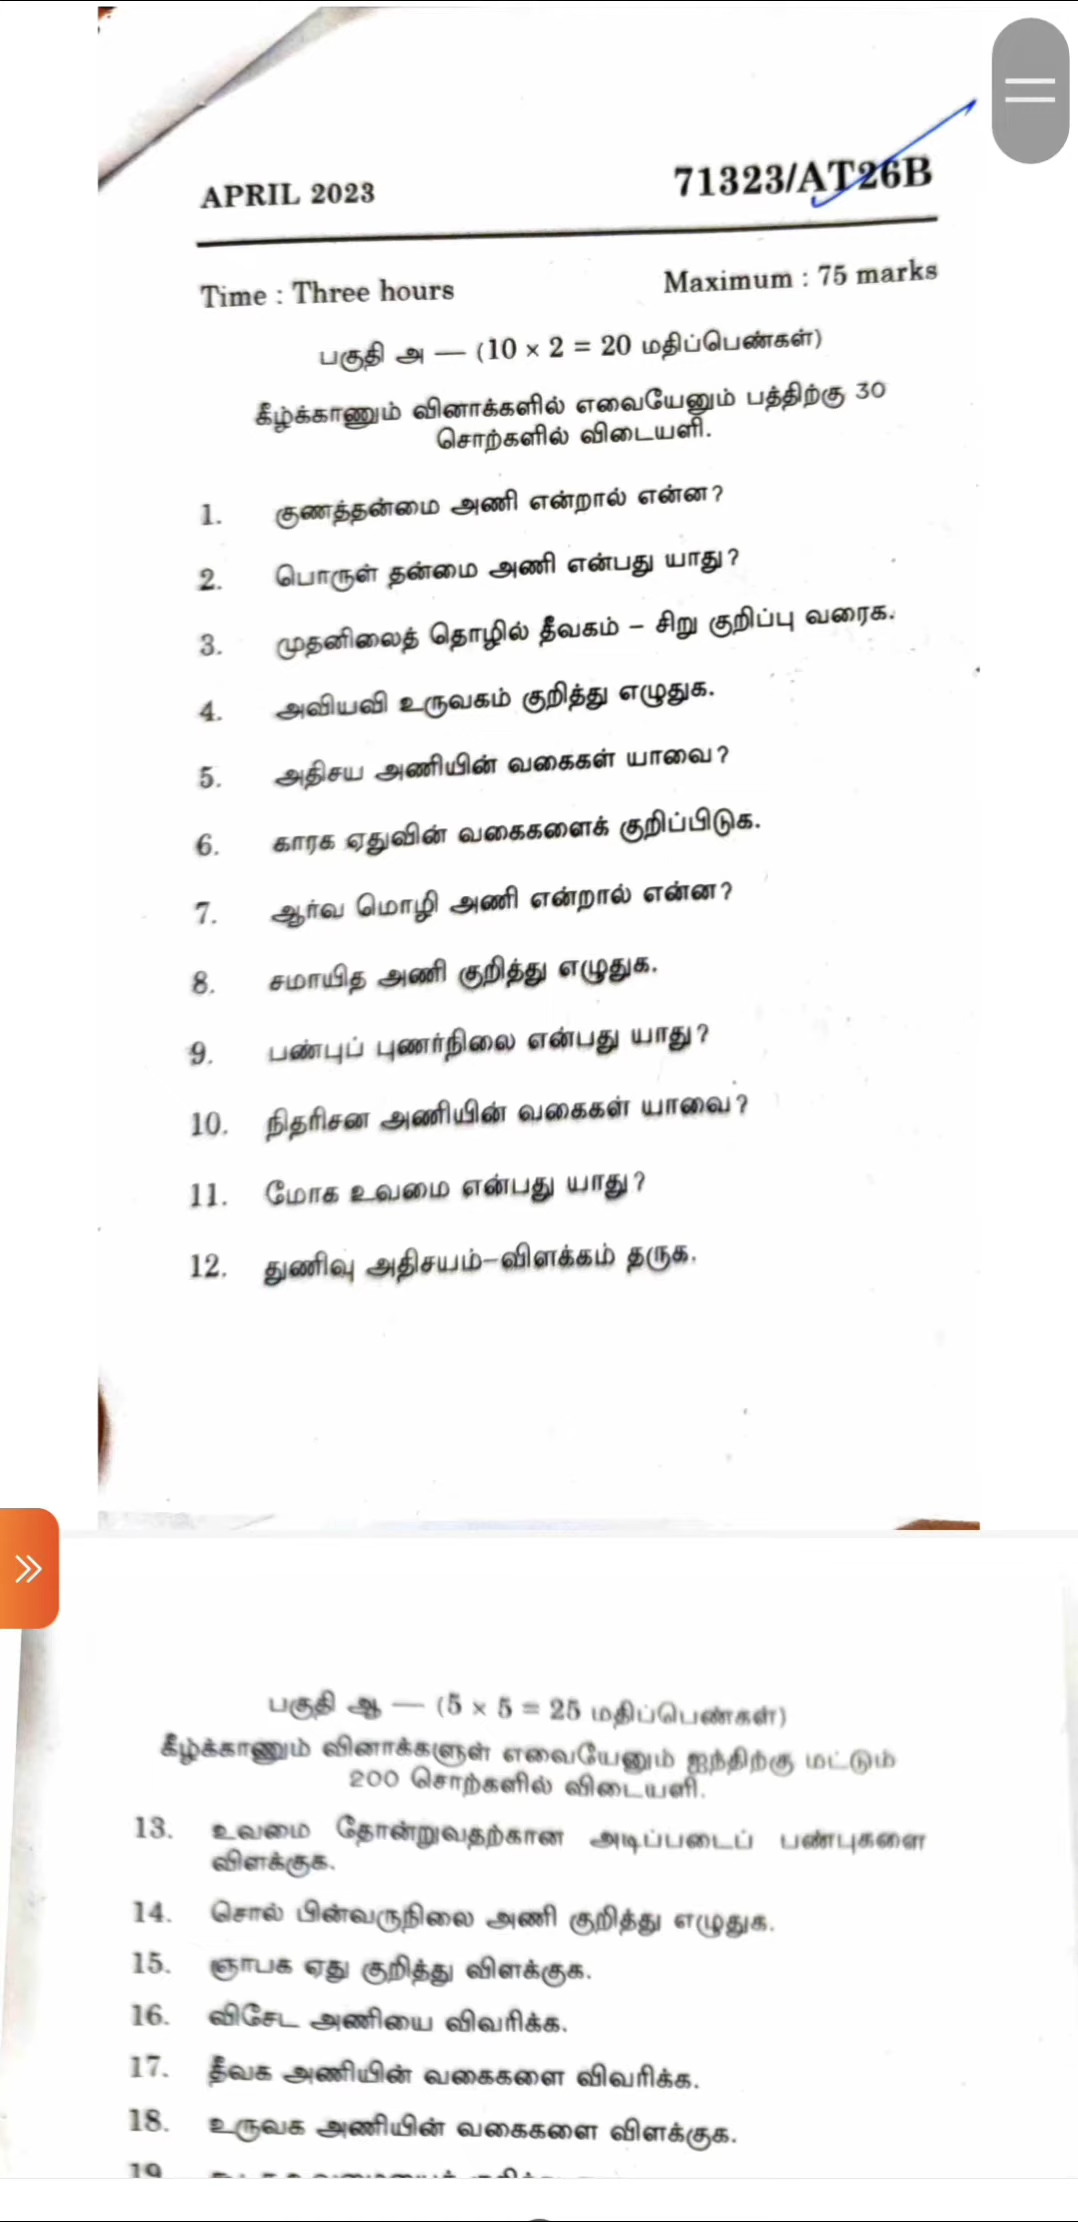 APRIL 2023
71323/AT26B
Time : Three hours
Maximum : 75 marks
பகுதி அ — (10 × 2 = 20 மதிப்பெண்கள்)
கீழ்க்காணும் வினாக்களில் எவையேனும் பத்திற்கு 30
சொற்களில் விடையளி.
1. குணத்தன்மை அணி என்றால் என்ன?
2. பொருள் தன்மை அணி என்பது யாது?
3. முதனிலைத் தொழில் தீவகம் – சிறு குறிப்பு வரைக.
4. அவியவி உருவகம் குறித்து எழுதுக.
5. அதிசய அணியின் வகைகள் யாவை?
6. காரக ஏதுவின் வகைகளைக் குறிப்பிடுக.
7. ஆர்வ மொழி அணி என்றால் என்ன?
8. சமாயித அணி குறித்து எழுதுக.
9. பண்புப் புணர்நிலை என்பது யாது?
10. நிதரிசன அணியின் வகைகள் யாவை?
11. மோக உவமை என்பது யாது?
12. துணிவு அதிசயம்–விளக்கம் தருக.
பகுதி ஆ — (5 × 5 = 25 மதிப்பெண்கள்)
கீழ்க்காணும் வினாக்களுள் எவையேனும் ஐந்திற்கு மட்டும்
200 சொற்களில் விடையளி.
13. உவமை தோன்றுவதற்கான அடிப்படைப் பண்புகளை
விளக்குக.
14. சொல் பின்வருநிலை அணி குறித்து எழுதுக.
15. ஞாபக ஏது குறித்து விளக்குக.
16. விசேட அணியை விவரிக்க.
17. தீவக அணியின் வகைகளை விவரிக்க.
18. உருவக அணியின் வகைகளை விளக்குக.
19